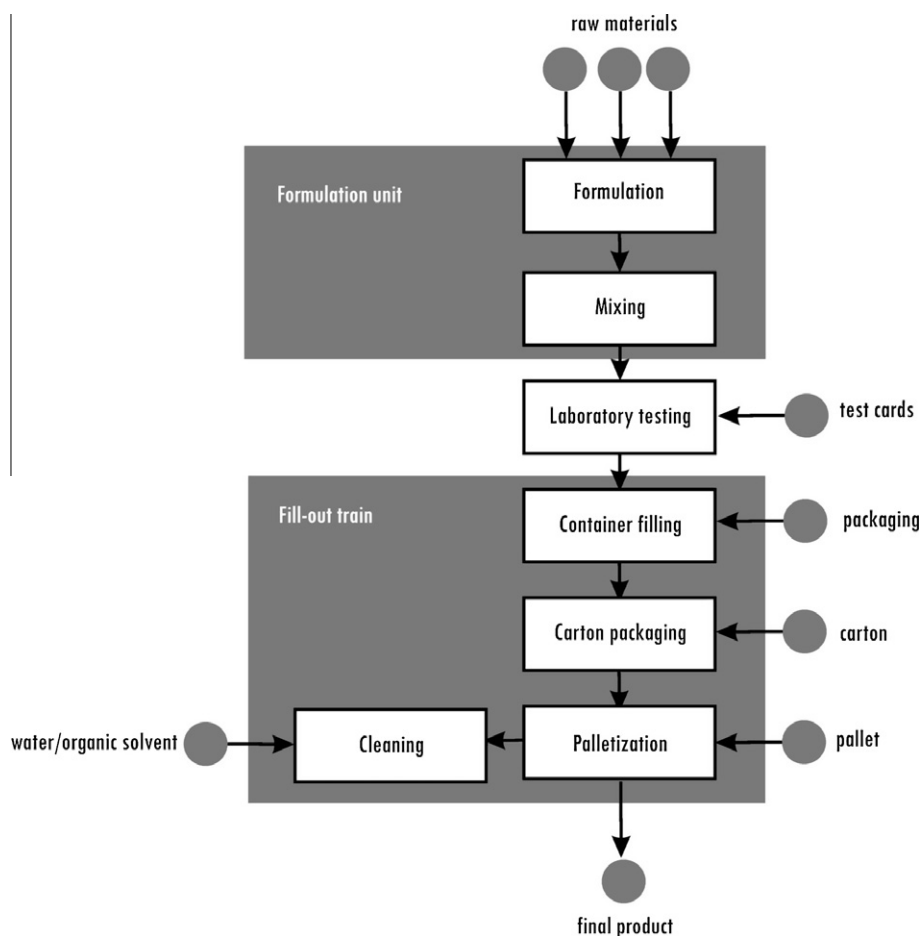 raw materials
Formulation unit
Formulation
Mixing
Laboratory testing
test cards
Fill-out train
Container filling
packaging
Carton packaging
carton
water/organic solvent
Cleaning
Palletization
pallet
final product